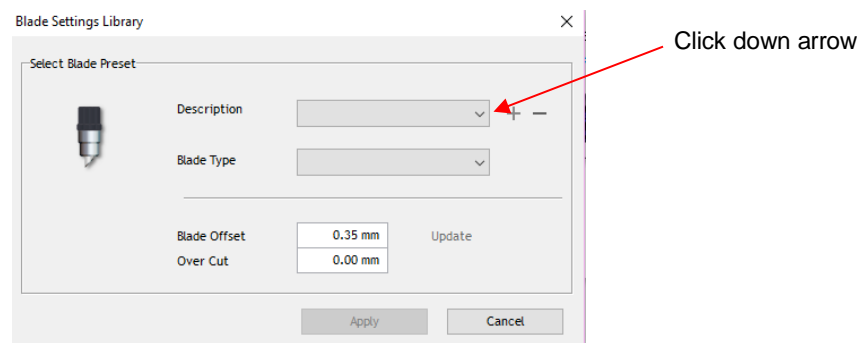 Blade Settings Library
Click down arrow
Select Blade Preset
Description
+ −
Blade Type
Blade Offset 0.35 mm Update
Over Cut 0.00 mm
Apply Cancel